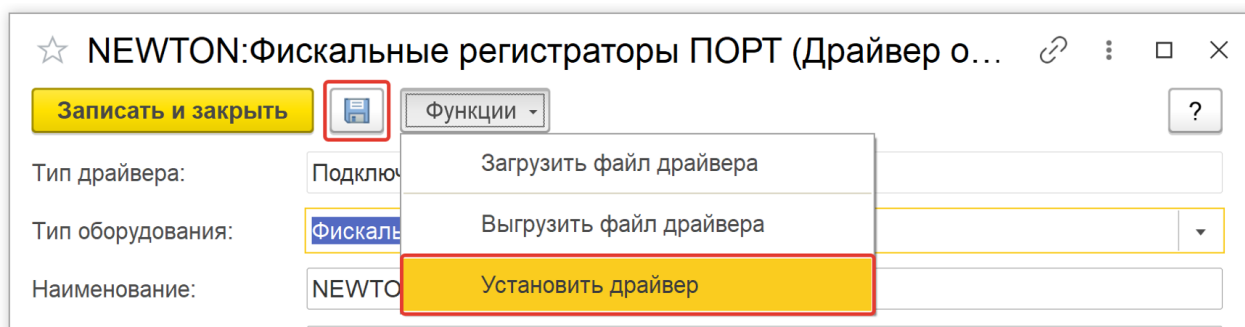 NEWTON:Фискальные регистраторы ПОРТ (Драйвер о...
Записать и закрыть
Функции
?
Загрузить файл драйвера
Тип драйвера:
Подключ
Выгрузить файл драйвера
Тип оборудования:
Фискаль
Установить драйвер
Наименование:
NEWTO